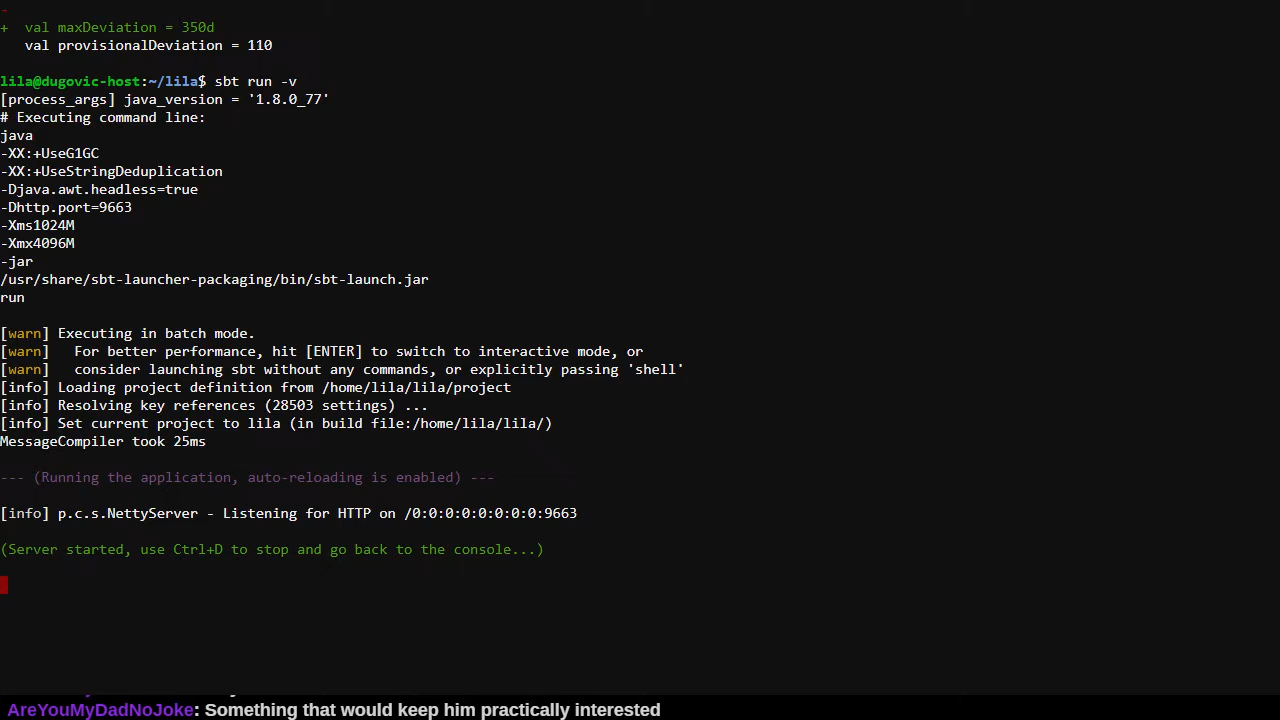 -
+  val maxDeviation = 350d
   val provisionalDeviation = 110
lila@dugovic-host:~/lila$ sbt run -v
[process_args] java_version = '1.8.0_77'
# Executing command line:
java
-XX:+UseG1GC
-XX:+UseStringDeduplication
-Djava.awt.headless=true
-Dhttp.port=9663
-Xms1024M
-Xmx4096M
-jar
/usr/share/sbt-launcher-packaging/bin/sbt-launch.jar
run
[warn] Executing in batch mode.
[warn]   For better performance, hit [ENTER] to switch to interactive mode, or
[warn]   consider launching sbt without any commands, or explicitly passing 'shell'
[info] Loading project definition from /home/lila/lila/project
[info] Resolving key references (28503 settings) ...
[info] Set current project to lila (in build file:/home/lila/lila/)
MessageCompiler took 25ms
--- (Running the application, auto-reloading is enabled) ---
[info] p.c.s.NettyServer - Listening for HTTP on /0:0:0:0:0:0:0:0:9663
(Server started, use Ctrl+D to stop and go back to the console...)
AreYouMyDadNoJoke: Something that would keep him practically interested